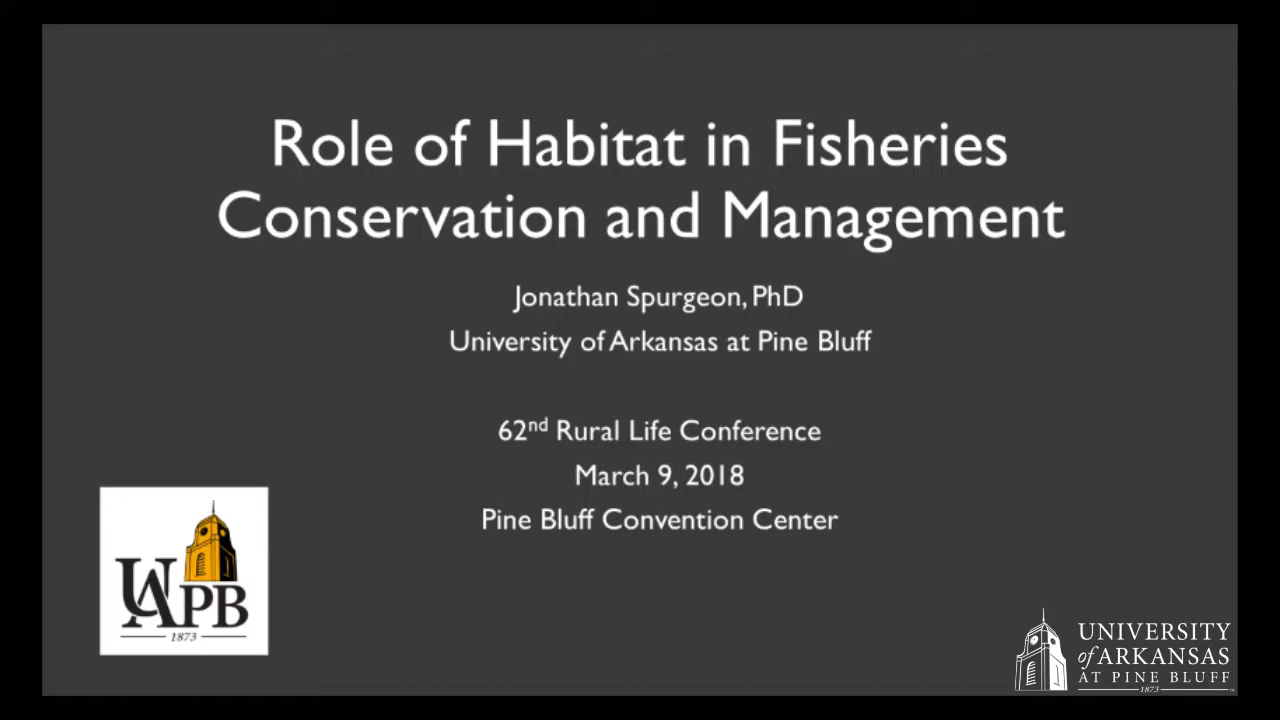 Role of Habitat in Fisheries
Conservation and Management
Jonathan Spurgeon, PhD
University of Arkansas at Pine Bluff
62nd Rural Life Conference
March 9, 2018
Pine Bluff Convention Center
UAPB
1873
UNIVERSITY
of ARKANSAS
AT PINE BLUFF
1873